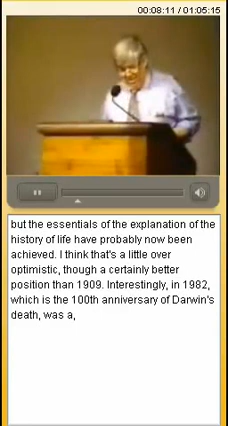 00:08:11 / 01:05:15
but the essentials of the explanation of the
history of life have probably now been
achieved. I think that's a little over
optimistic, though a certainly better
position than 1909. Interestingly, in 1982,
which is the 100th anniversary of Darwin's
death, was a,